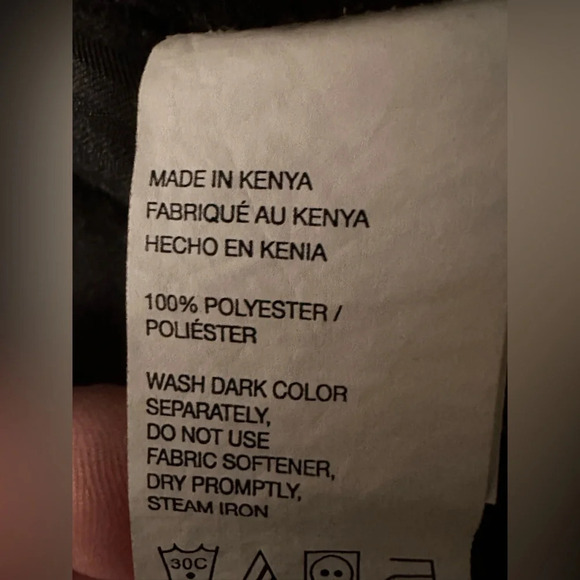 MADE IN KENYA
FABRIQUÉ AU KENYA
HECHO EN KENIA
100% POLYESTER /
POLIÉSTER
WASH DARK COLOR
SEPARATELY,
DO NOT USE
FABRIC SOFTENER,
DRY PROMPTLY,
STEAM IRON
30C